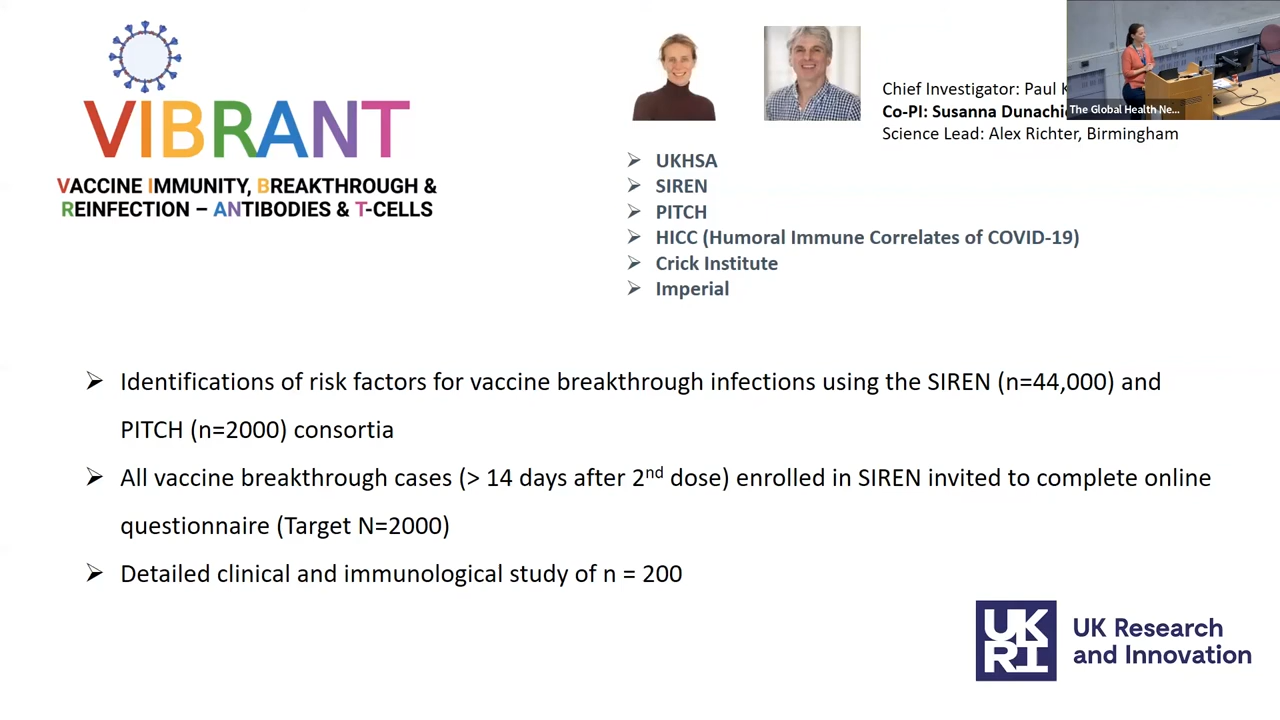 VIBRANT
VACCINE IMMUNITY, BREAKTHROUGH &
REINFECTION – ANTIBODIES & T-CELLS
Chief Investigator: Paul
Co-PI: Susanna
Science Lead: Alex Richter, Birmingham
The Global Health Ne...
➢ UKHSA
➢ SIREN
➢ PITCH
➢ HICC (Humoral Immune Correlates of COVID-19)
➢ Crick Institute
➢ Imperial
➢ Identifications of risk factors for vaccine breakthrough infections using the SIREN (n=44,000) and
PITCH (n=2000) consortia
➢ All vaccine breakthrough cases (> 14 days after 2nd dose) enrolled in SIREN invited to complete online
questionnaire (Target N=2000)
➢ Detailed clinical and immunological study of n = 200
UK
RI
UK Research
and Innovation